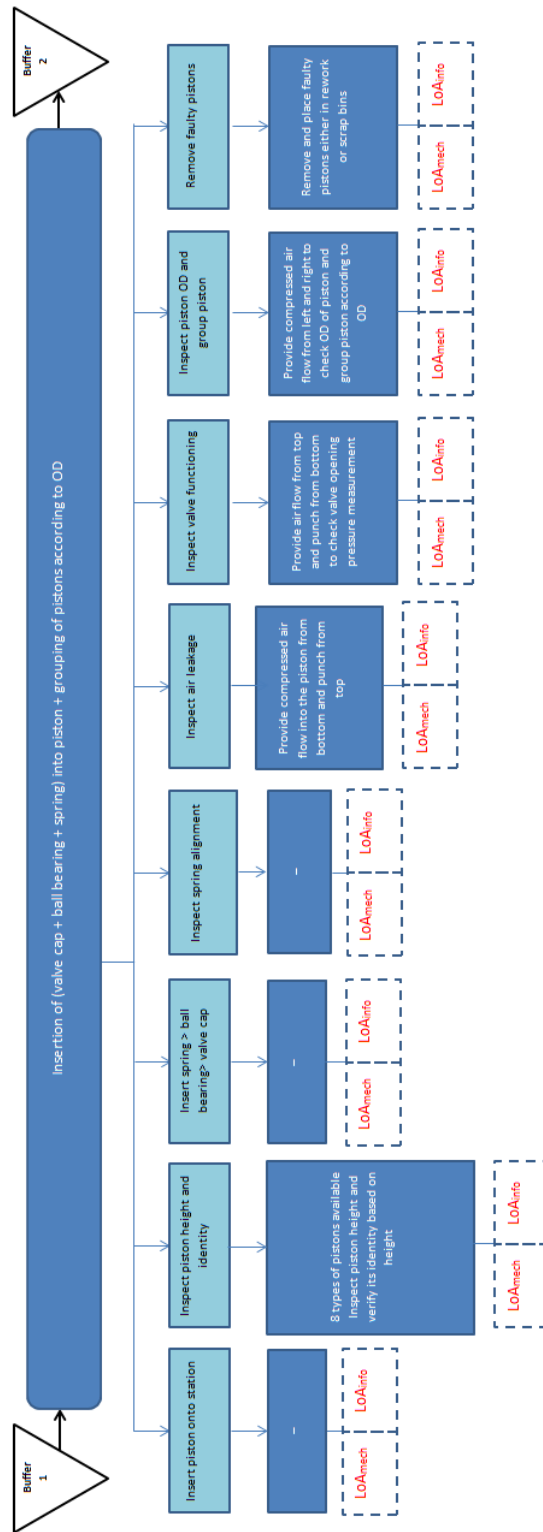 Buffer
1
Insertion of (valve cap + ball bearing + spring) into piston + grouping of pistons according to OD
Buffer
2
Insert piston onto station
–
LoAmech
LoAinfo
Inspect piston height and
identity
8 types of pistons available
Inspect piston height and
verify its identity based on
height
LoAmech
LoAinfo
Insert spring > ball
bearing> valve cap
–
LoAmech
LoAinfo
Inspect spring alignment
–
LoAmech
LoAinfo
Inspect air leakage
Provide compressed air
flow into the piston from
bottom and punch from
top
LoAmech
LoAinfo
Inspect valve functioning
Provide air flow from top
and punch from bottom
to check valve opening
pressure measurement
LoAmech
LoAinfo
Inspect piston OD and
group piston
Provide compressed air
flow from left and right to
check OD of piston and
group piston according to
OD
LoAmech
LoAinfo
Remove faulty pistons
Remove and place faulty
pistons either in rework
or scrap bins
LoAmech
LoAinfo